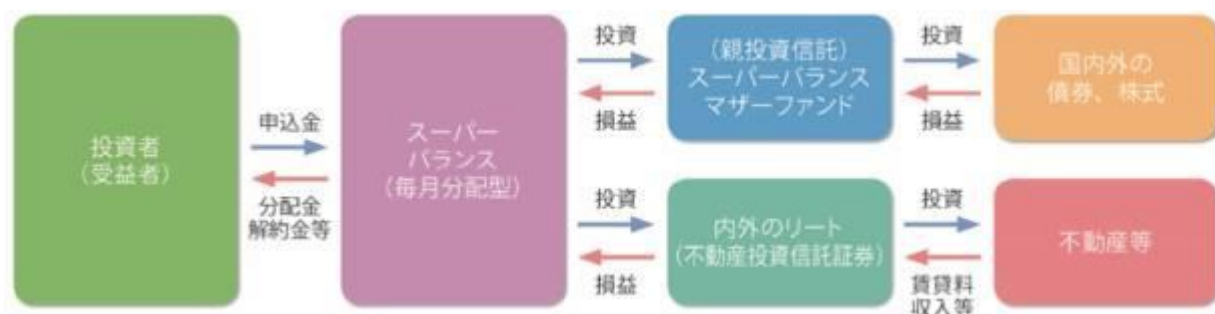 投資者
（受益者）
申込金
分配金
解約金等
スーパー
バランス
（毎月分配型）
投資
損益
（親投資信託）
スーパーバランス
マザーファンド
投資
損益
国内外の
債券、株式
投資
損益
内外のリート
（不動産投資信託証券）
投資
賃貸料
収入等
不動産等